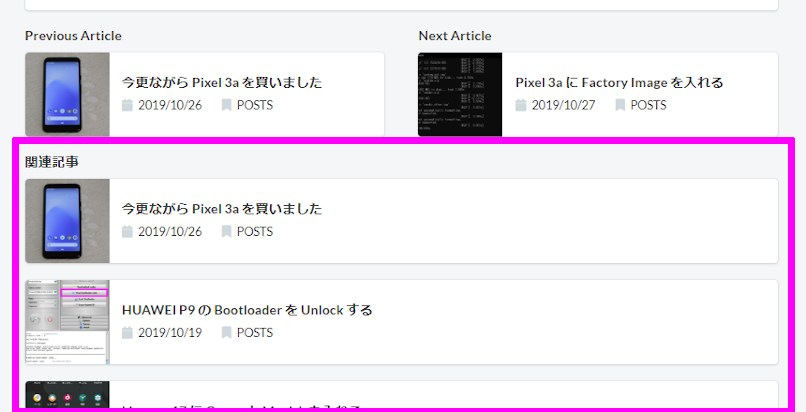 Previous Article
Next Article
今更ながら Pixel 3a を買いました
2019/10/26 POSTS
Pixel 3a に Factory Image を入れる
2019/10/27 POSTS
関連記事
今更ながら Pixel 3a を買いました
2019/10/26 POSTS
HUAWEI P9 の Bootloader を Unlock する
2019/10/19 POSTS